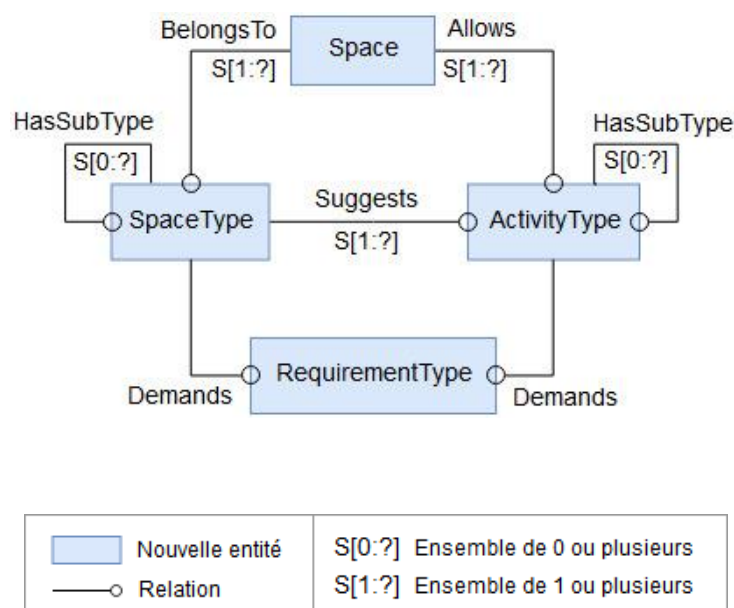 BelongsTo
Space
Allows
S[1:?]
S[1:?]
HasSubType
HasSubType
S[0:?]
S[0:?]
SpaceType
Suggests
ActivityType
S[1:?]
RequirementType
Demands
Demands
Nouvelle entité
S[0:?] Ensemble de 0 ou plusieurs
Relation
S[1:?] Ensemble de 1 ou plusieurs